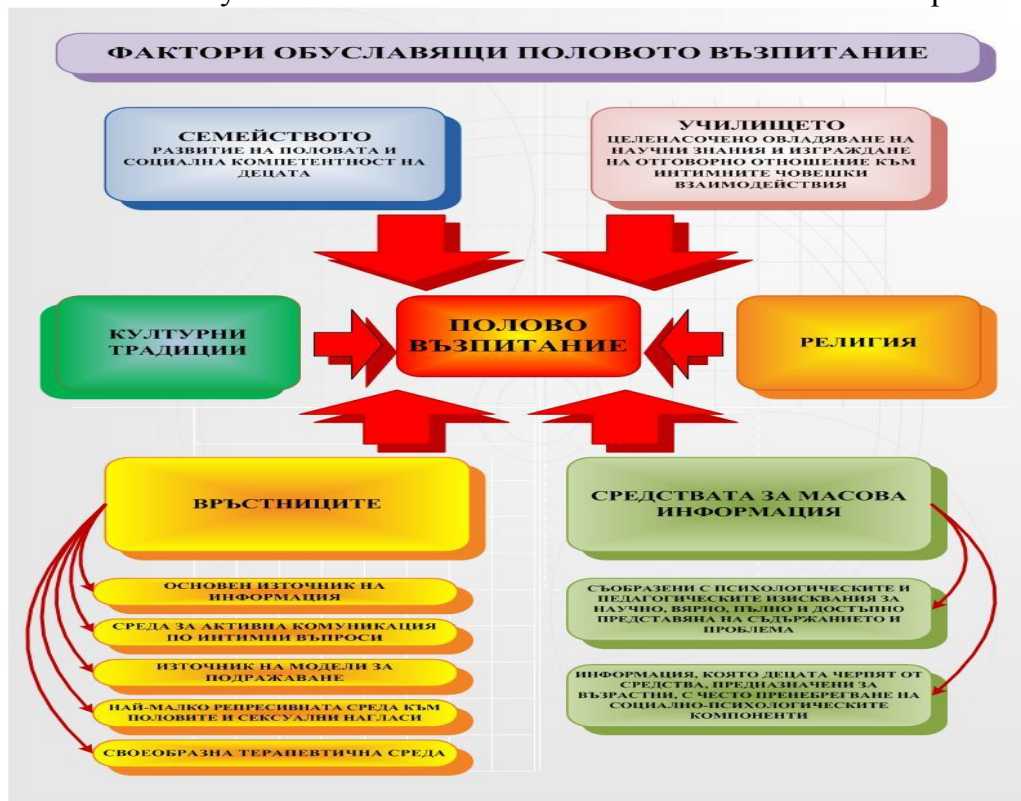 ФАКТОРИ ОБУСЛАВЯЩИ ПОЛОВОТО ВЪЗПИТАНИЕ
СЕМЕЙСТВОТО
РАЗВИТИЕ НА ПОЛОВАТА И
СОЦИАЛНА КОМПЕТЕНТНОСТ НА
ДЕЦАТА
УЧИЛИЩЕТО
ЦЕЛЕНАСОЧЕНО ОВЛАДЯВАНЕ НА
НАУЧНИ ЗНАНИЯ И ИЗГРАЖДАНЕ
НА ОТГОВОРНО ОТНОШЕНИЕ КЪМ
ИНТИМНИТЕ ЧОВЕШКИ
ВЗАИМОДЕЙСТВИЯ
КУЛТУРНИ
ТРАДИЦИИ
ПОЛОВО
ВЪЗПИТАНИЕ
РЕЛИГИЯ
ВРЪСТНИЦИТЕ
ОСНОВЕН ИЗТОЧНИК НА
ИНФОРМАЦИЯ
СРЕДА ЗА АКТИВНА КОМУНИКАЦИЯ
ПО ИНТИМНИ ВЪПРОСИ
ИЗТОЧНИК НА МОДЕЛИ ЗА
ПОДРАЖАВАНЕ
НАЙ-МАЛКО РЕПРЕСИВНАТА СРЕДА КЪМ
ПОЛОВИТЕ И СЕКСУАЛНИ НАГЛАСИ
СВОЕОБРАЗНА ТЕРАПЕВТИЧНА СРЕДА
СРЕДСТВАТА ЗА МАСОВА
ИНФОРМАЦИЯ
СЪОБРАЗЕНИ С ПСИХОЛОГИЧЕСКИТЕ И
ПЕДАГОГИЧЕСКИТЕ ИЗИСКВАНИЯ ЗА
НАУЧНО, ВЯРНО, ПЪЛНО И ДОСТЪПНО
ПРЕДСТАВЯНА НА СЪДЪРЖАНИЕТО И
ПРОБЛЕМА
ИНФОРМАЦИЯ, КОЯТО ДЕЦАТА ЧЕРПЯТ ОТ
СРЕДСТВА, ПРЕДНАЗНАЧЕНИ ЗА
ВЪЗРАСТНИ, С ЧЕСТО ПРЕНЕБРЕГВАНЕ НА
СОЦИАЛНО-ПСИХОЛОГИЧЕСКИТЕ
КОМПОНЕНТИ